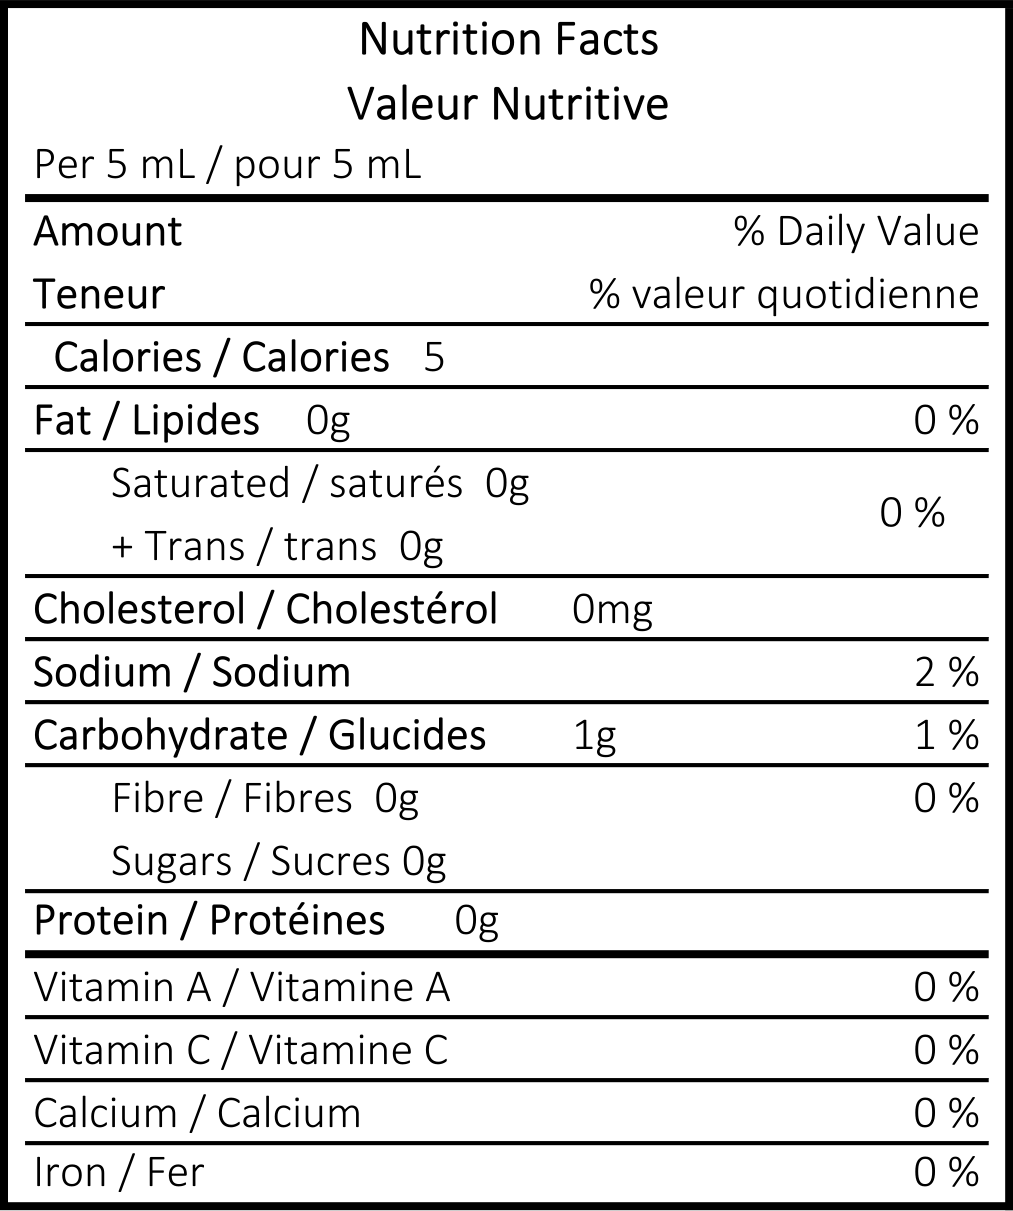 Nutrition Facts
Valeur Nutritive
Per 5 mL / pour 5 mL
Amount % Daily Value
Teneur % valeur quotidienne
Calories / Calories 5
Fat / Lipides 0g 0 %
Saturated / saturés 0g
0 %
+ Trans / trans 0g
Cholesterol / Cholestérol 0mg
Sodium / Sodium 2 %
Carbohydrate / Glucides 1g 1 %
Fibre / Fibres 0g 0 %
Sugars / Sucres 0g
Protein / Protéines 0g
Vitamin A / Vitamine A 0 %
Vitamin C / Vitamine C 0 %
Calcium / Calcium 0 %
Iron / Fer 0 %